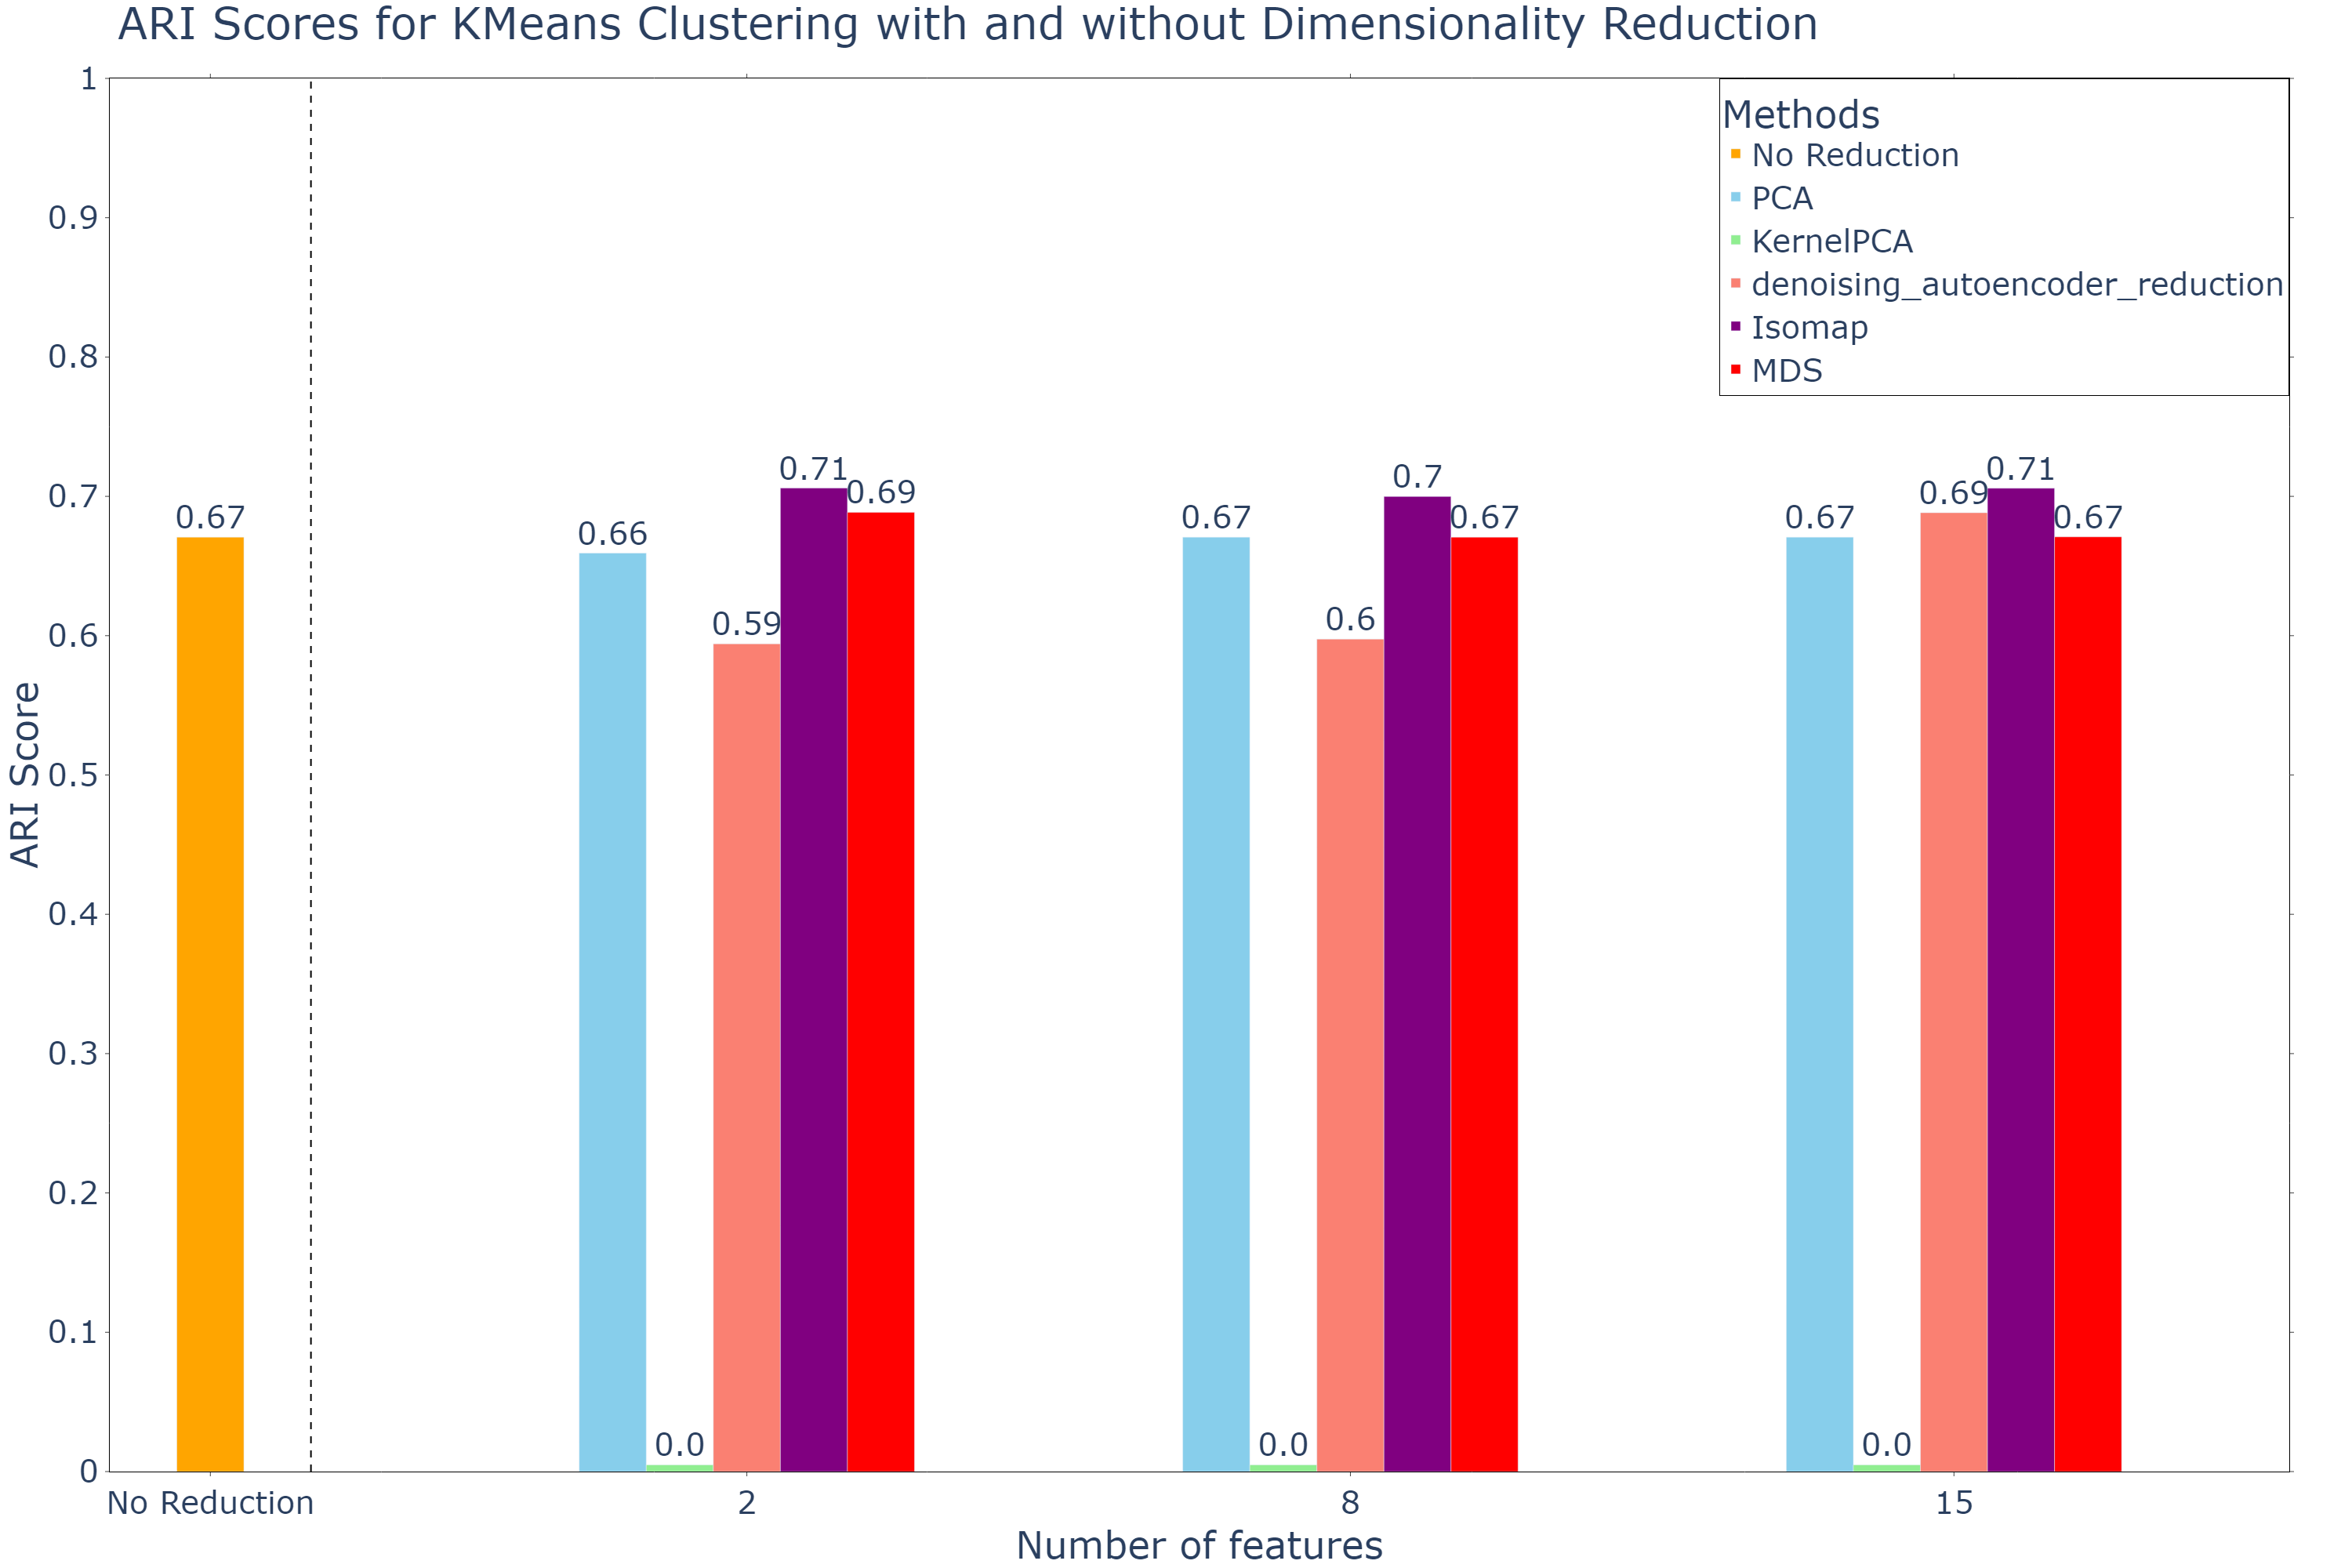 ARI Scores for KMeans Clustering with and without Dimensionality Reduction
Methods
No Reduction
PCA
KernelPCA
denoising_autoencoder_reduction
Isomap
MDS
ARI Score
1
0.9
0.8
0.7
0.6
0.5
0.4
0.3
0.2
0.1
0
0.67
0.66
0.0
0.59
0.71
0.69
0.67
0.0
0.6
0.7
0.67
0.67
0.0
0.69
0.71
0.67
No Reduction
2
8
15
Number of features